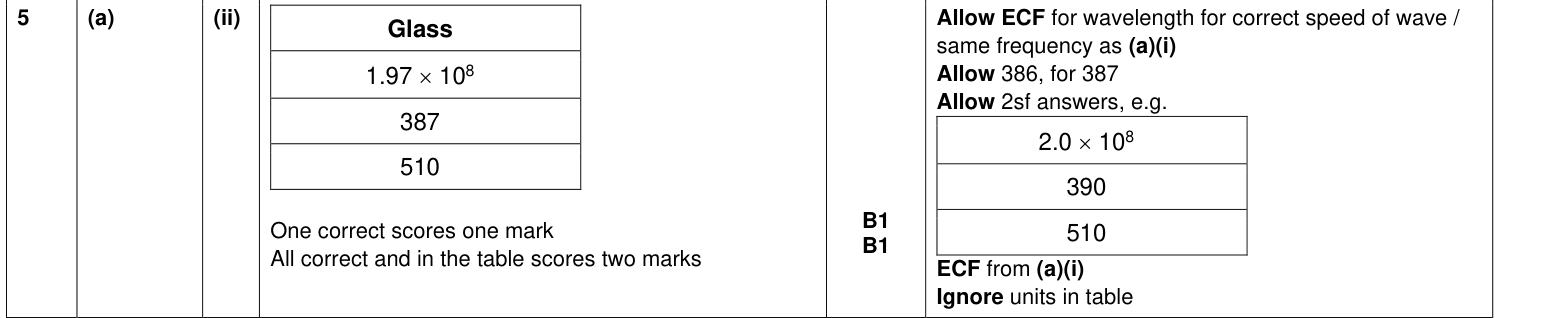 5 (a) (ii)
Glass
1.97 × 10⁸
387
510
One correct scores one mark
All correct and in the table scores two marks
B1
B1
Allow ECF for wavelength for correct speed of wave /
same frequency as (a)(i)
Allow 386, for 387
Allow 2sf answers, e.g.
2.0 × 10⁸
390
510
ECF from (a)(i)
Ignore units in table